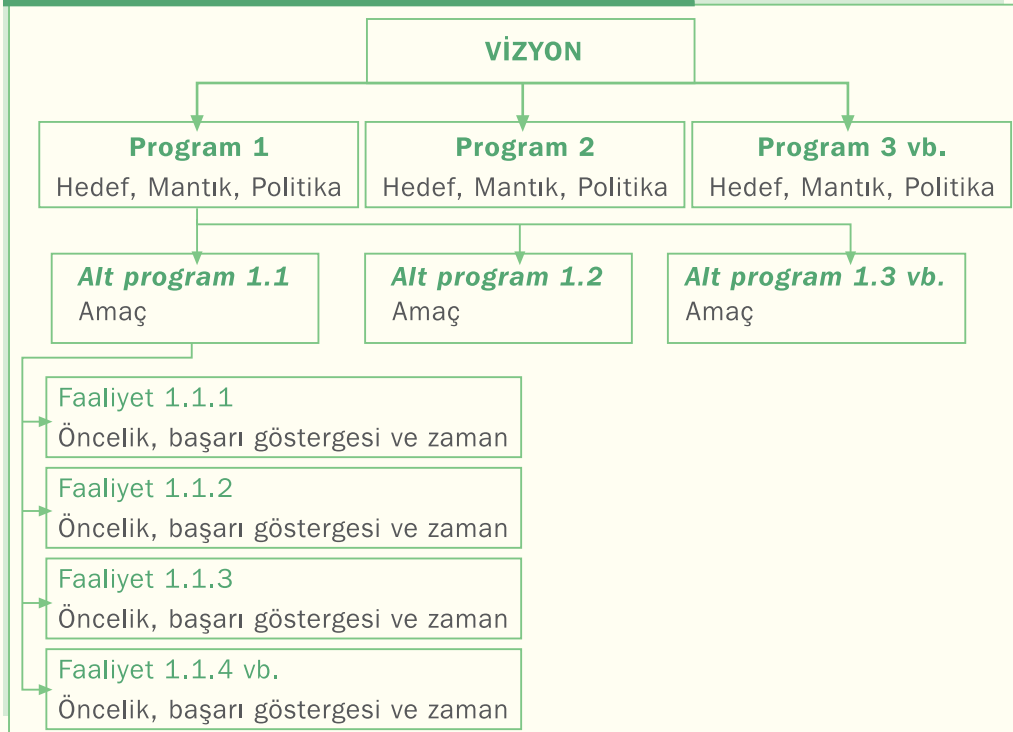 VİZYON
Program 1
Hedef, Mantık, Politika
Program 2
Hedef, Mantık, Politika
Program 3 vb.
Hedef, Mantık, Politika
Alt program 1.1
Amaç
Alt program 1.2
Amaç
Alt program 1.3 vb.
Amaç
Faaliyet 1.1.1
Öncelik, başarı göstergesi ve zaman
Faaliyet 1.1.2
Öncelik, başarı göstergesi ve zaman
Faaliyet 1.1.3
Öncelik, başarı göstergesi ve zaman
Faaliyet 1.1.4 vb.
Öncelik, başarı göstergesi ve zaman